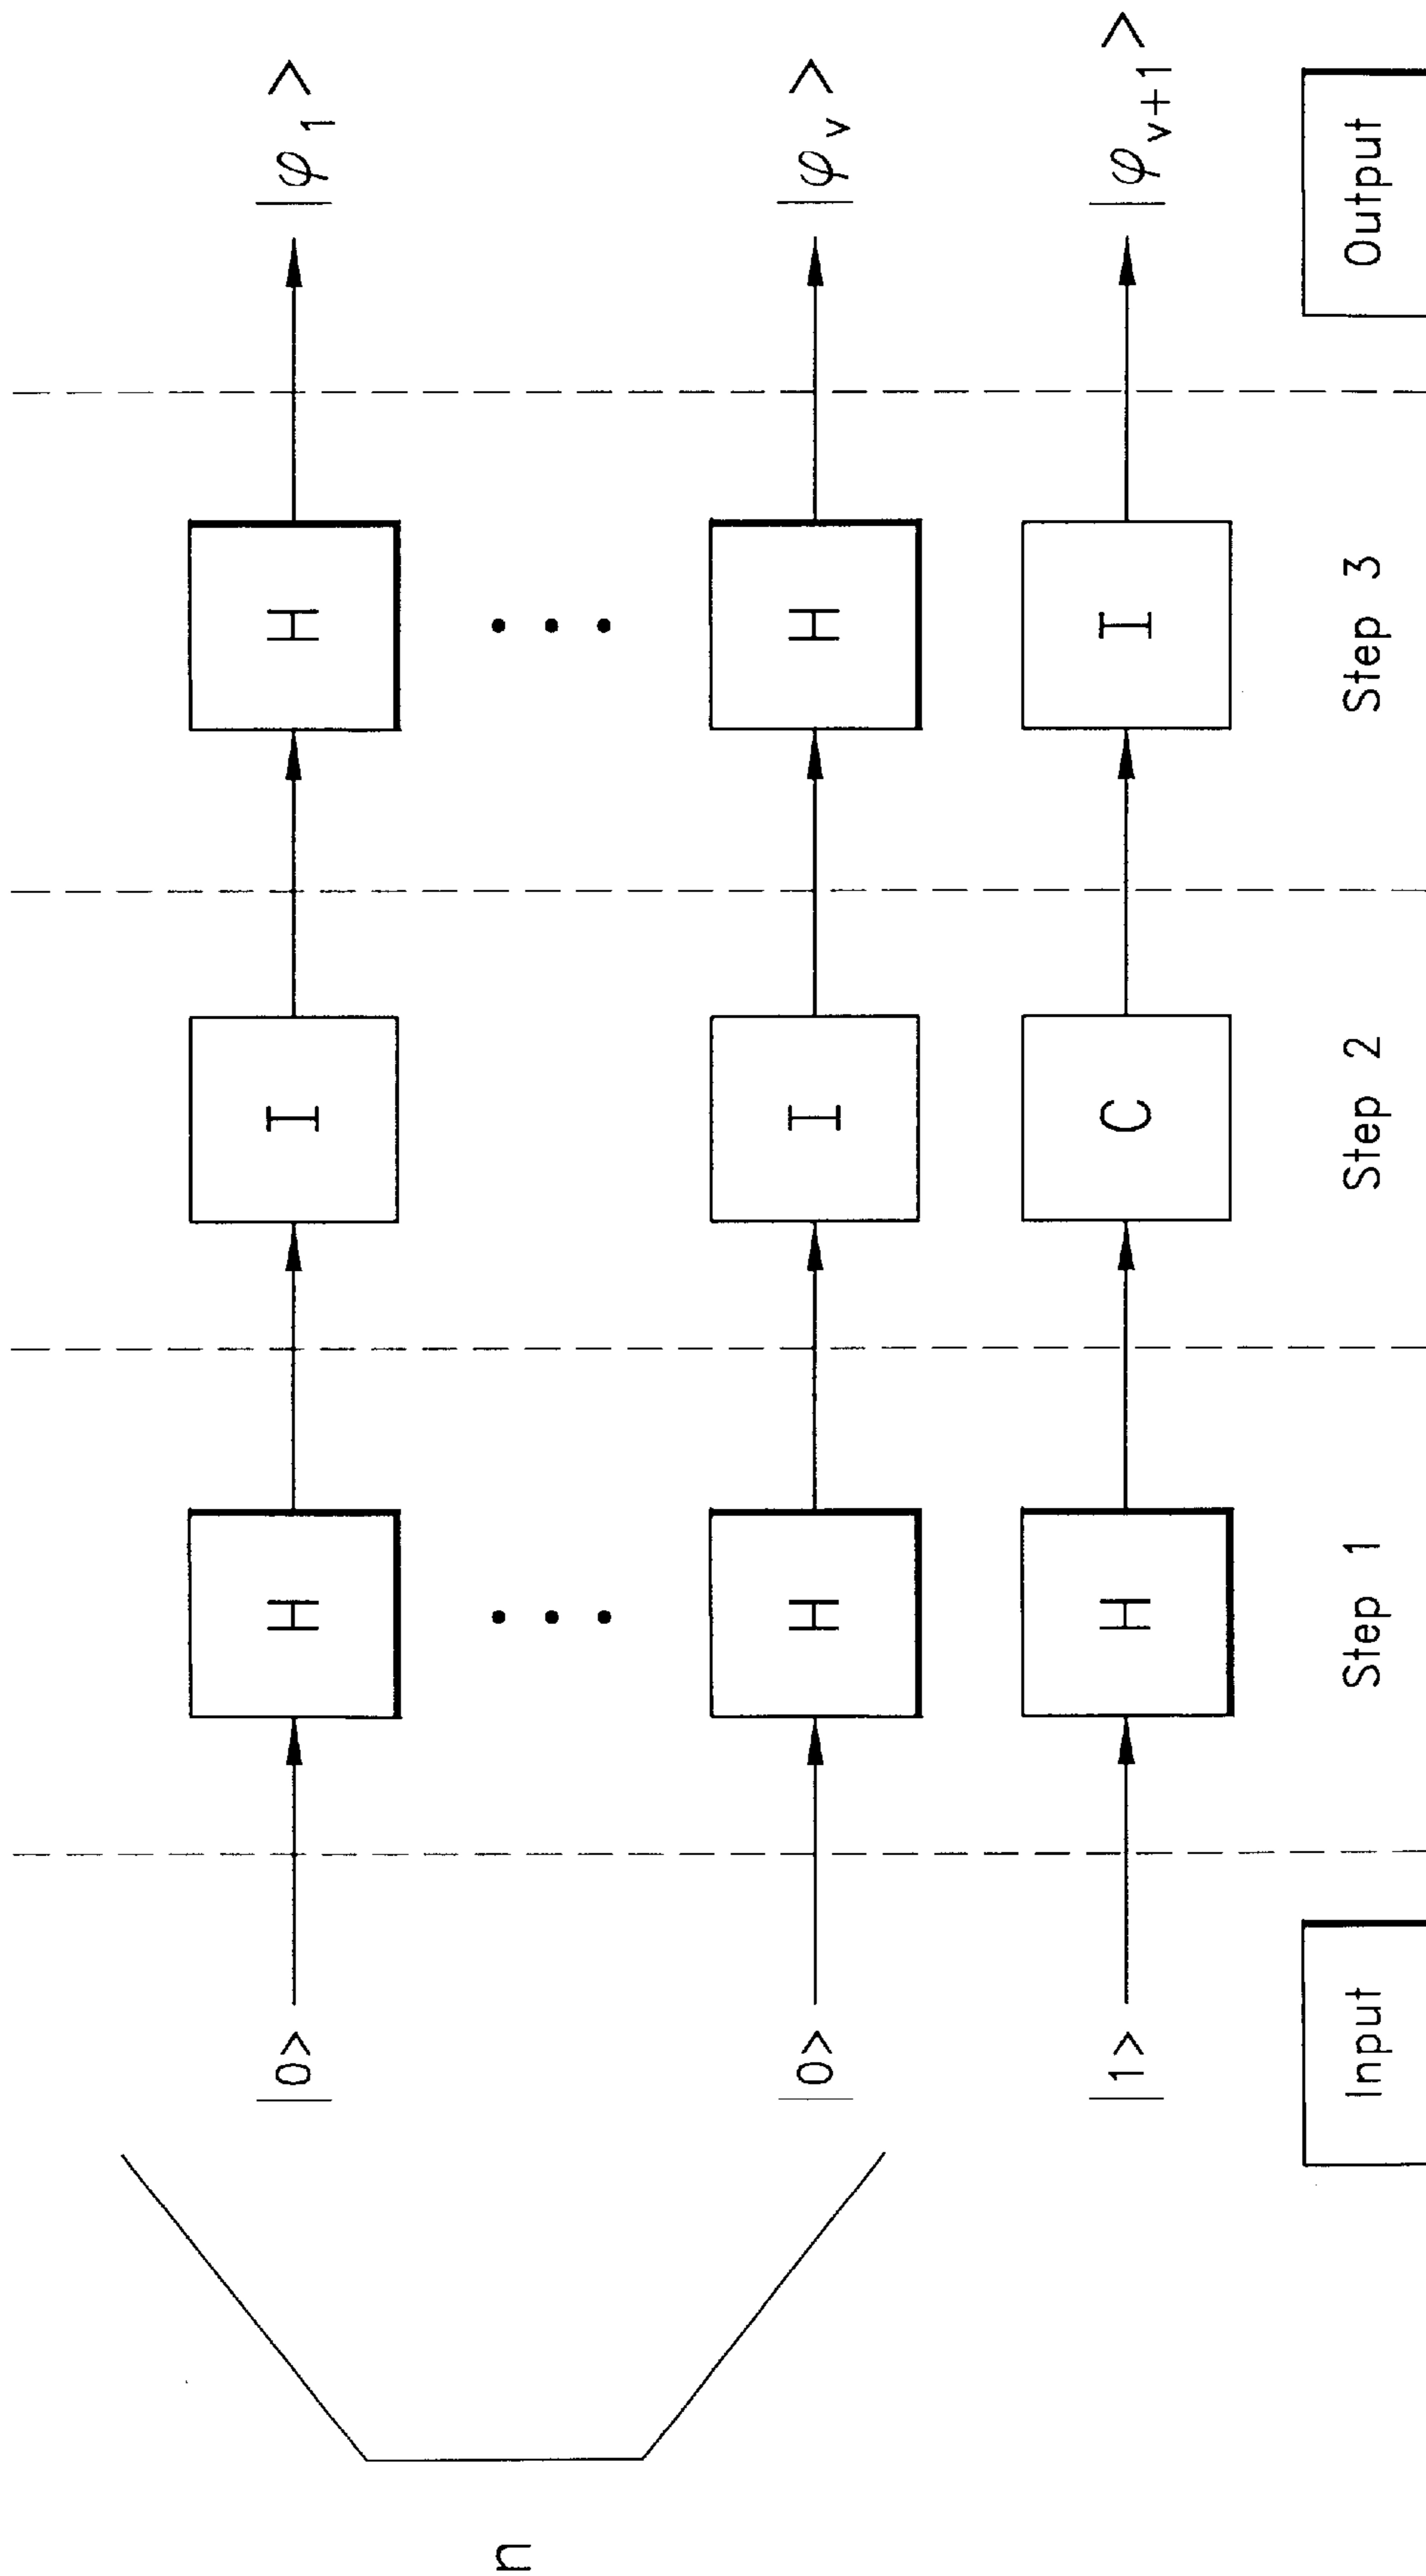 n
|0> H I H |φ1>
|0> H I H |φv>
|1> H C I |φv+1>
Input Step 1 Step 2 Step 3 Output